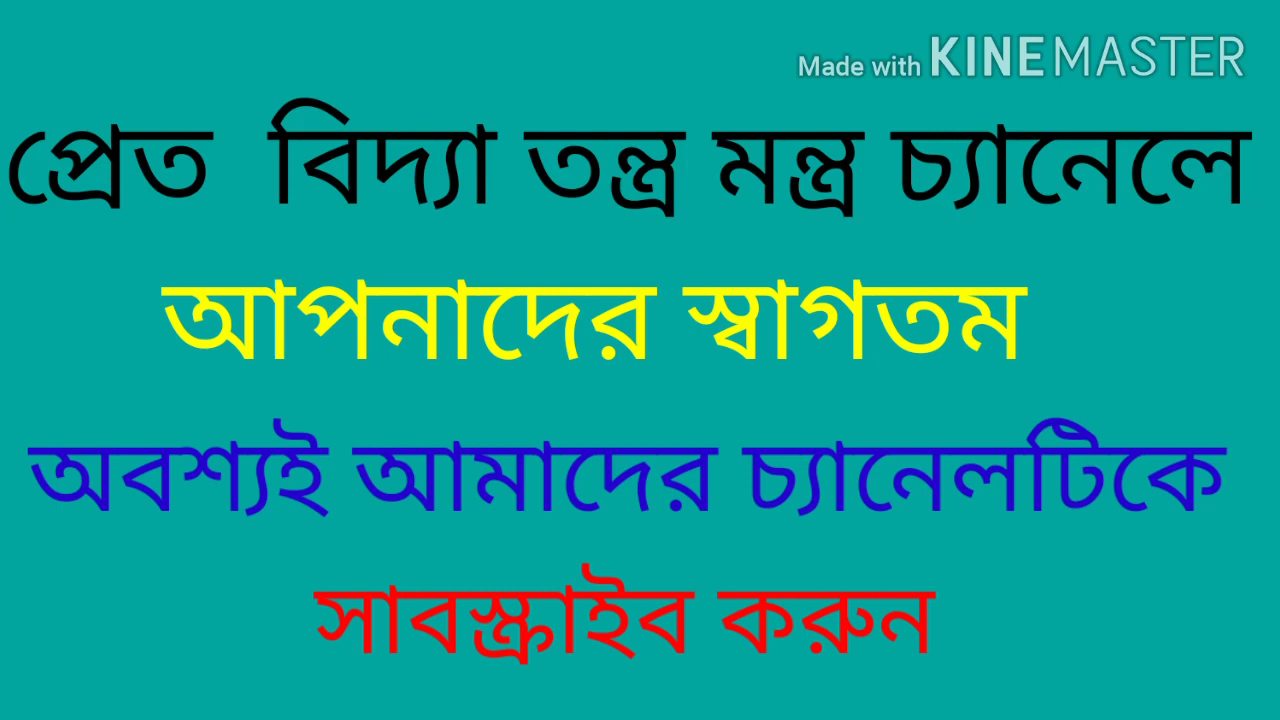 Made with KINEMASTER
প্রেত বিদ্যা তন্ত্র মন্ত্র চ্যানেলে
আপনাদের স্বাগতম
অবশ্যই আমাদের চ্যানেলটিকে
সাবস্ক্রাইব করুন